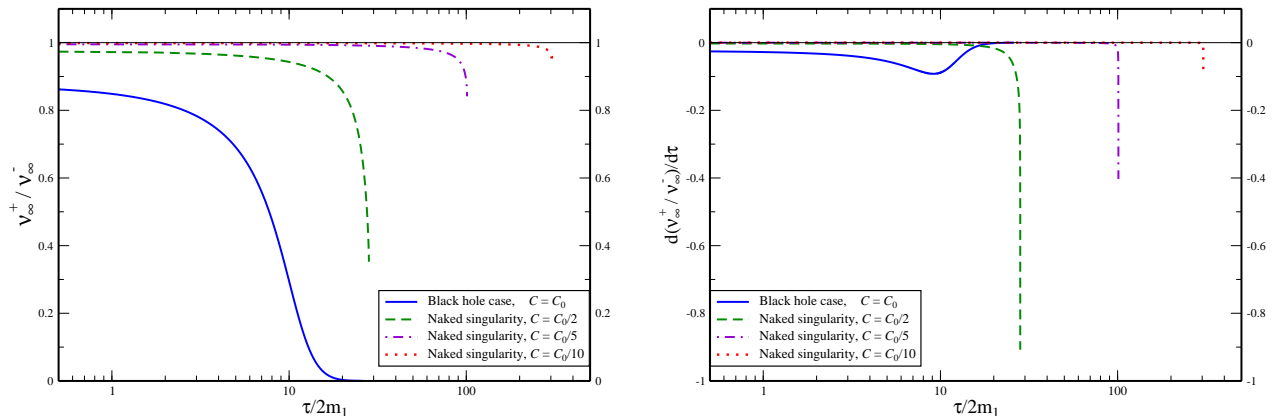 1
0.8
0.6
0.4
0.2
0
1
0.8
0.6
0.4
0.2
0
ν∞⁺ / ν∞⁻
Black hole case, C = C₀
Naked singularity, C = C₀/2
Naked singularity, C = C₀/5
Naked singularity, C = C₀/10
1 10 100
τ/2m₁
0
-0.2
-0.4
-0.6
-0.8
-1
0
-0.2
-0.4
-0.6
-0.8
-1
d(ν∞⁺ / ν∞⁻)/dτ
Black hole case, C = C₀
Naked singularity, C = C₀/2
Naked singularity, C = C₀/5
Naked singularity, C = C₀/10
1 10 100
τ/2m₁